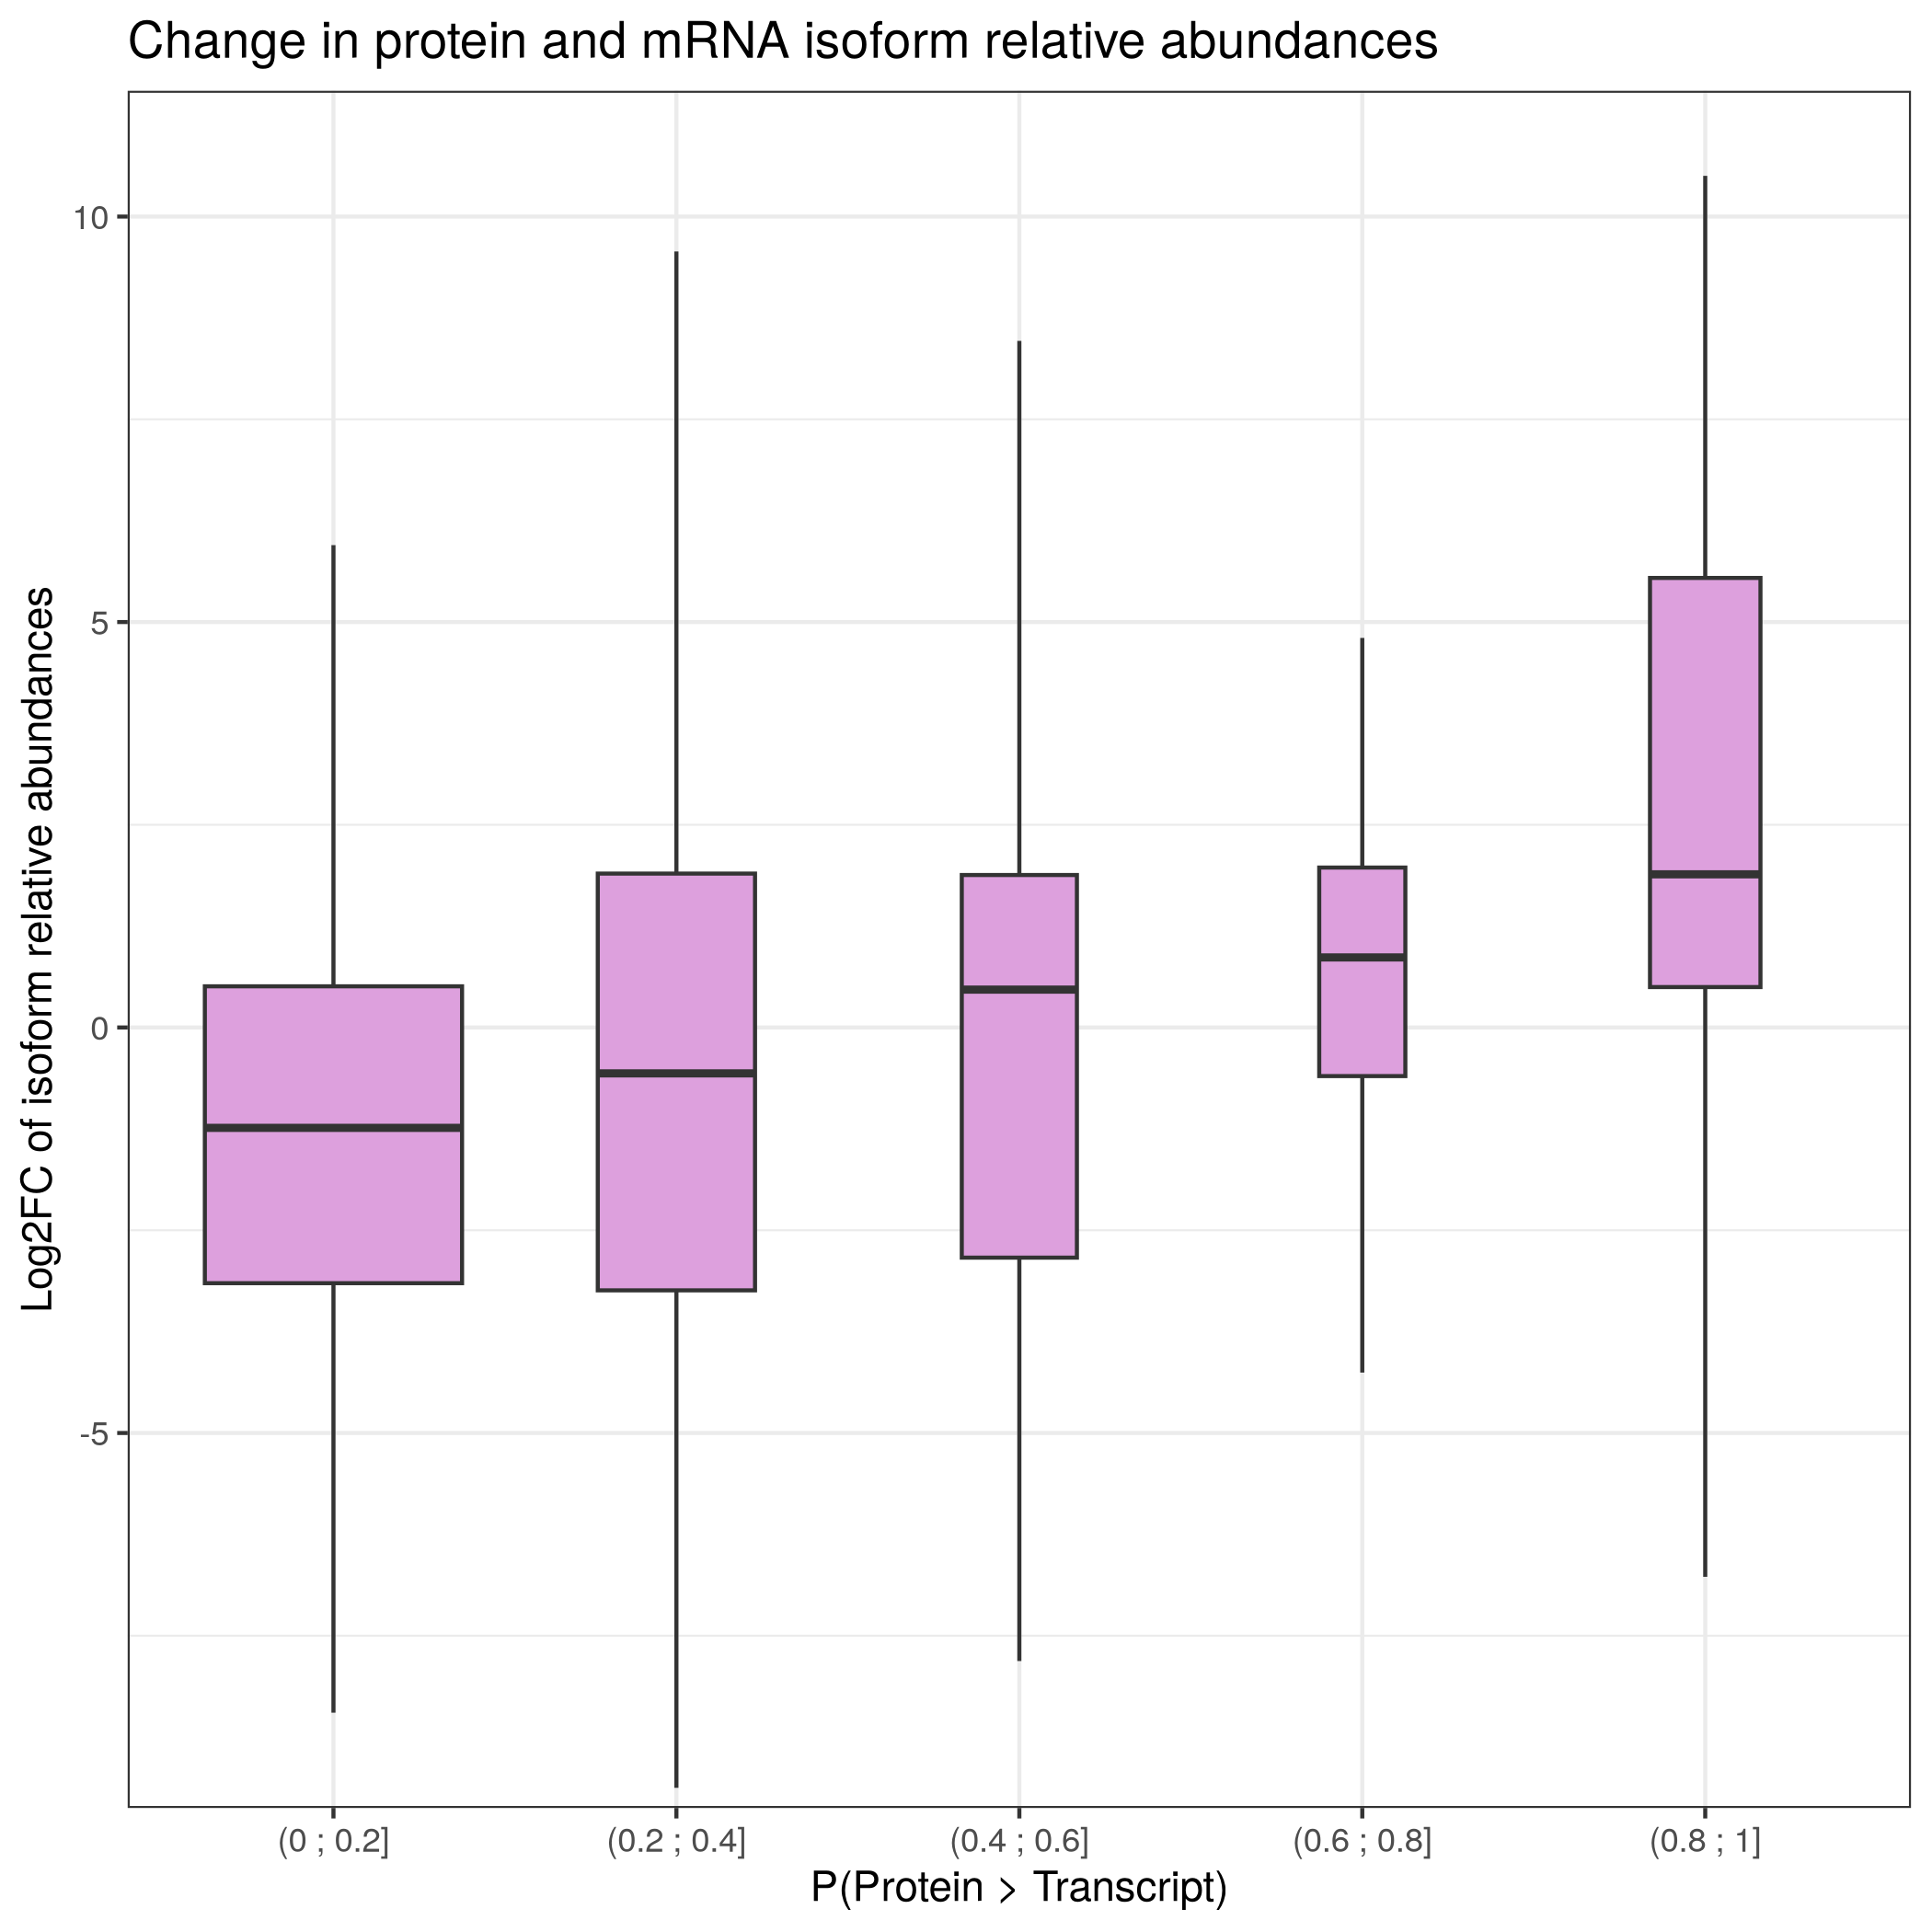 Change in protein and mRNA isoform relative abundances
Log2FC of isoform relative abundances
10
5
0
-5
(0 ; 0.2]
(0.2 ; 0.4]
(0.4 ; 0.6]
(0.6 ; 0.8]
(0.8 ; 1]
P(Protein > Transcript)